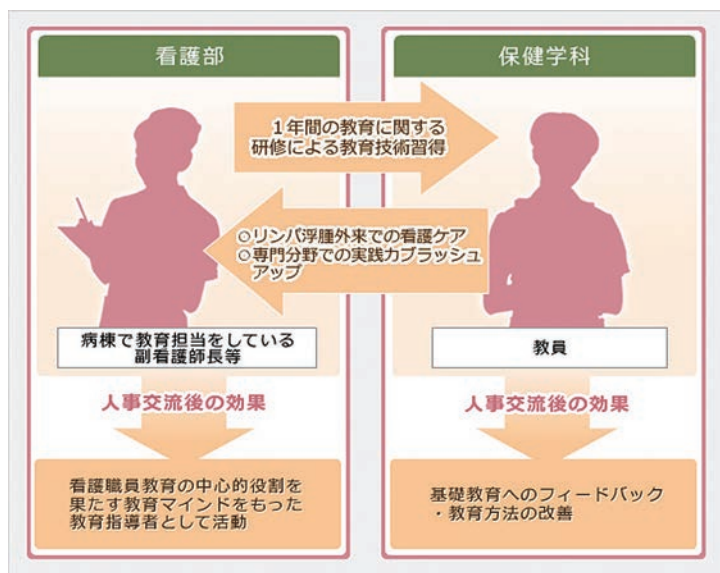 看護部
保健学科
1年間の教育に関する
研修による教育技術習得
○リンパ浮腫外来での看護ケア
○専門分野での実践力ブラッシュ
アップ
病棟で教育担当をしている
副看護師長等
教員
人事交流後の効果
人事交流後の効果
看護職員教育の中心的役割を
果たす教育マインドをもった
教育指導者として活動
基礎教育へのフィードバック
・教育方法の改善